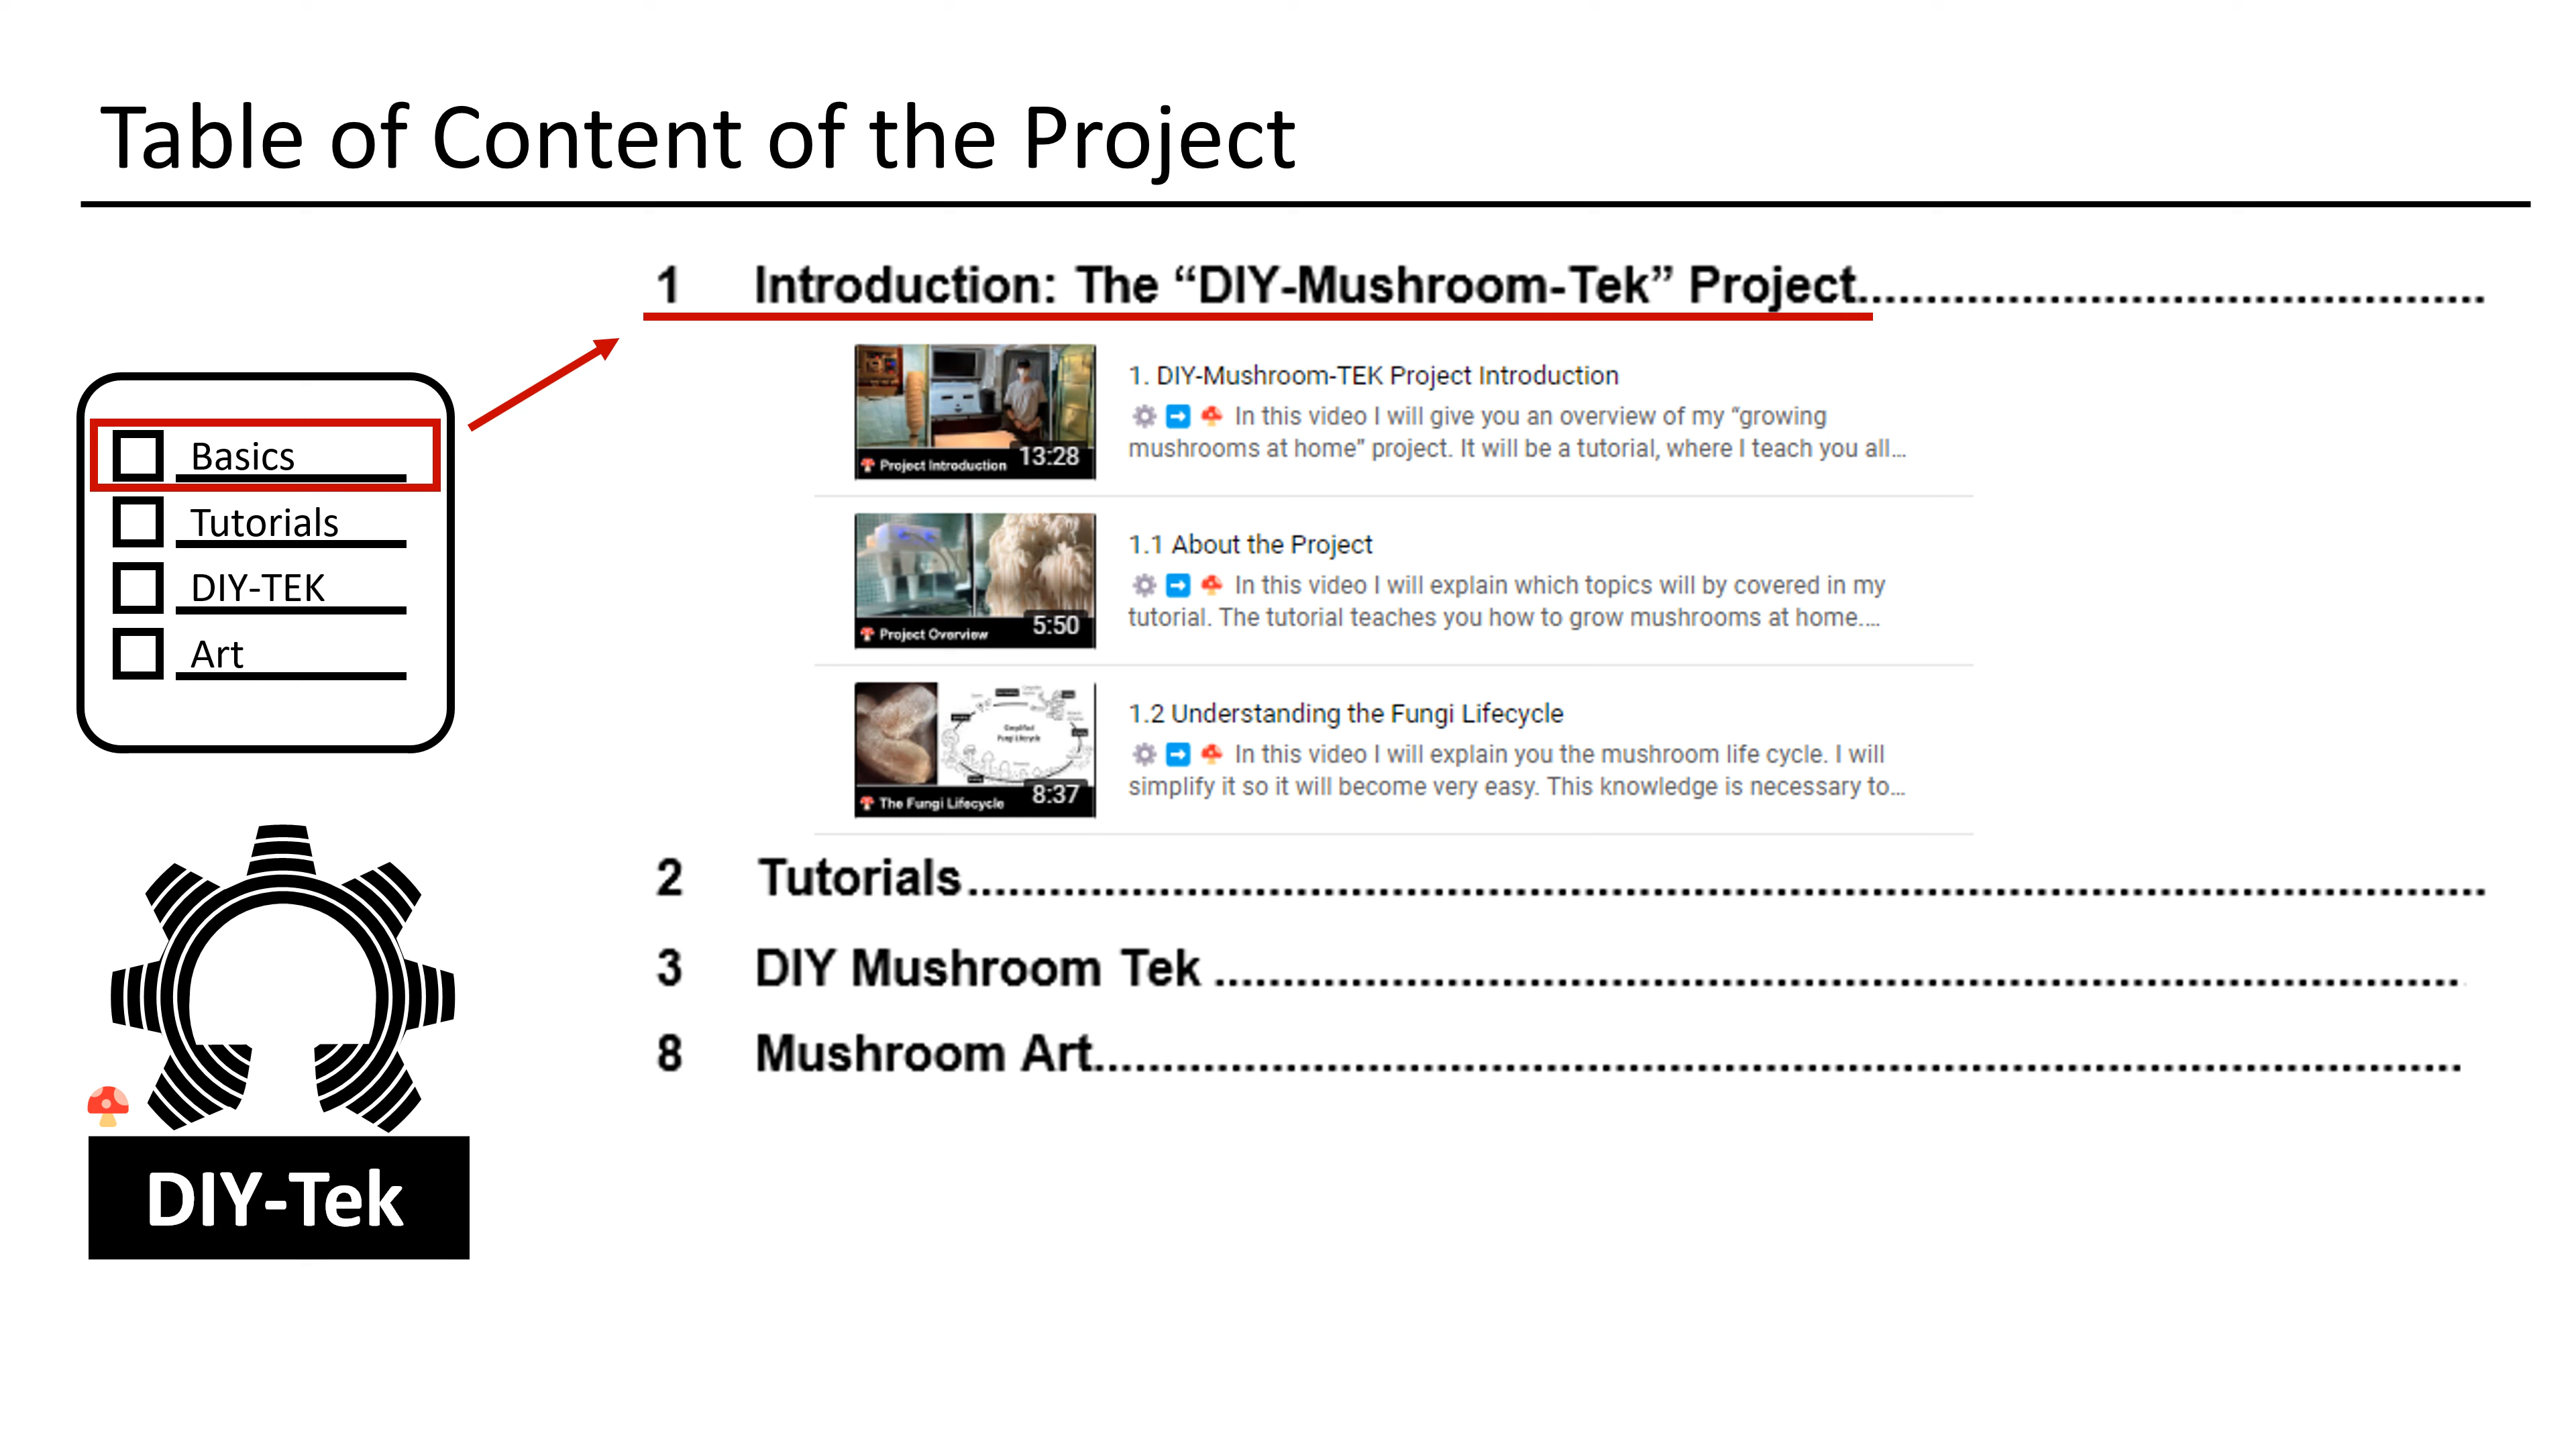 Table of Content of the Project
1 Introduction: The “DIY-Mushroom-Tek” Project
Basics
Tutorials
DIY-TEK
Art
Project Introduction 13:28
1. DIY-Mushroom-TEK Project Introduction
In this video I will give you an overview of my “growing
mushrooms at home” project. It will be a tutorial, where I teach you all...
Project Overview 5:50
1.1 About the Project
In this video I will explain which topics will by covered in my
tutorial. The tutorial teaches you how to grow mushrooms at home....
Simplified
Fungi Lifecycle
The Fungi Lifecycle 8:37
1.2 Understanding the Fungi Lifecycle
In this video I will explain you the mushroom life cycle. I will
simplify it so it will become very easy. This knowledge is necessary to...
2 Tutorials
3 DIY Mushroom Tek
8 Mushroom Art
DIY-Tek